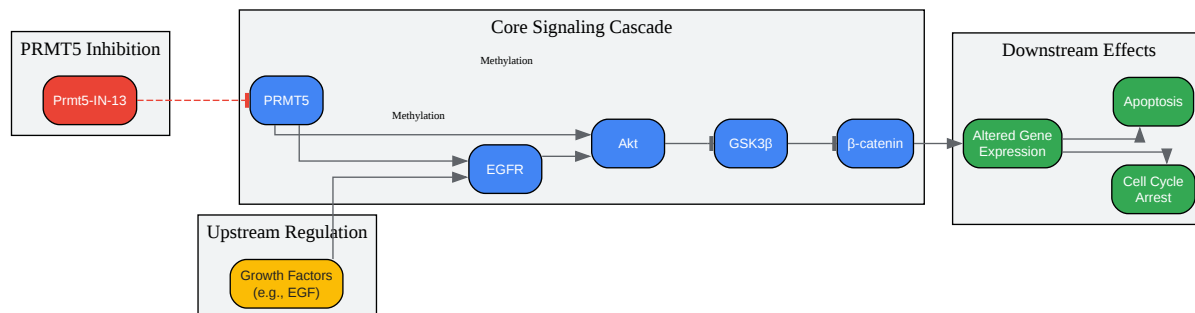 Core Signaling Cascade
PRMT5 Inhibition
Downstream Effects
Methylation
Prmt5-IN-13
PRMT5
Apoptosis
Methylation
Akt
GSK3β
β-catenin
Altered Gene
Expression
EGFR
Cell Cycle
Arrest
Upstream Regulation
Growth Factors
(e.g., EGF)